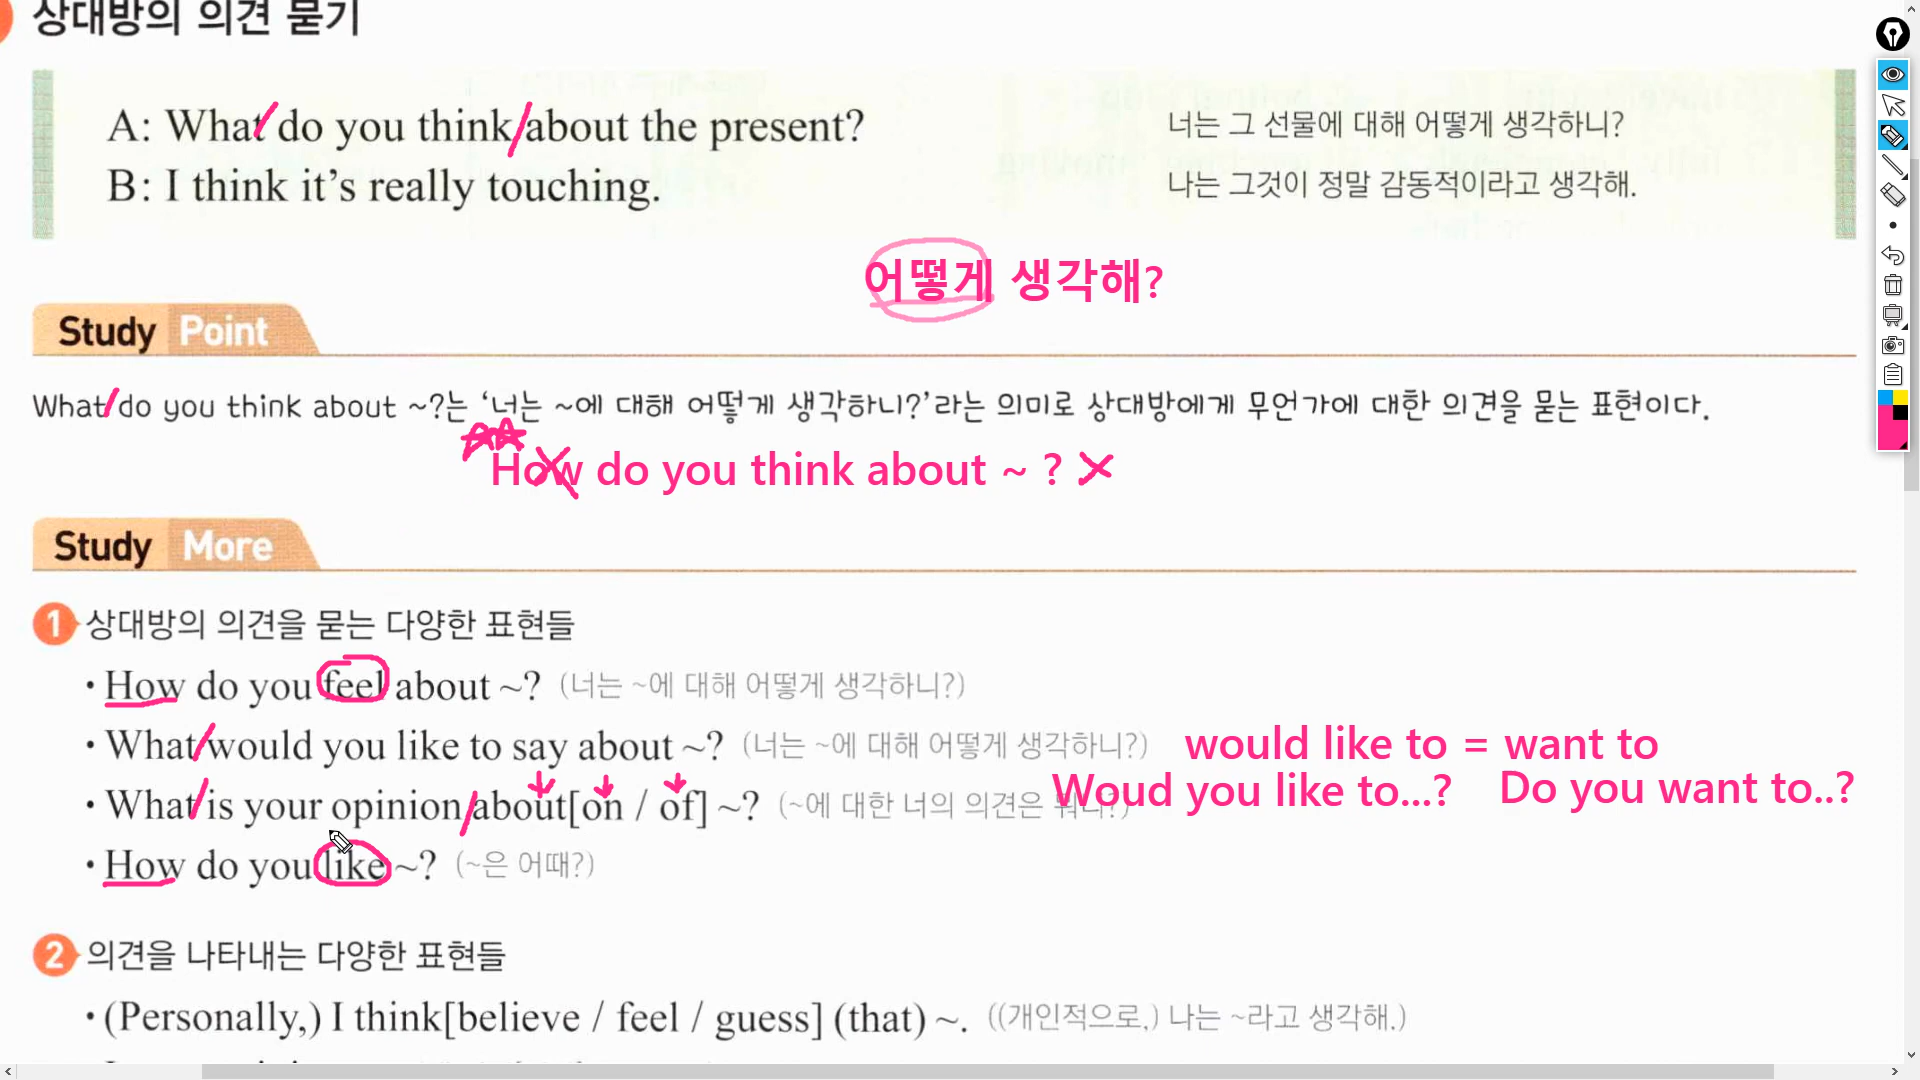 상대방의 의견 묻기
A: What do you think about the present? 너는 그 선물에 대해 어떻게 생각하니?
B: I think it's really touching. 나는 그것이 정말 감동적이라고 생각해.
어떻게 생각해?
Study Point
What do you think about ~?는 '너는 ~에 대해 어떻게 생각하니?'라는 의미로 상대방에게 무언가에 대한 의견을 묻는 표현이다.
How do you think about ~ ? X
Study More
1 상대방의 의견을 묻는 다양한 표현들
• How do you feel about ~? (너는 ~에 대해 어떻게 생각하니?)
• What would you like to say about ~? (너는 ~에 대해 어떻게 생각하니?) would like to = want to
Woud you like to...? Do you want to..?
• What is your opinion about[on / of] ~? (~에 대한 너의 의견은 뭐니?)
• How do you like ~? (~은 어때?)
2 의견을 나타내는 다양한 표현들
• (Personally,) I think[believe / feel / guess] (that) ~. ((개인적으로,) 나는 ~라고 생각해.)